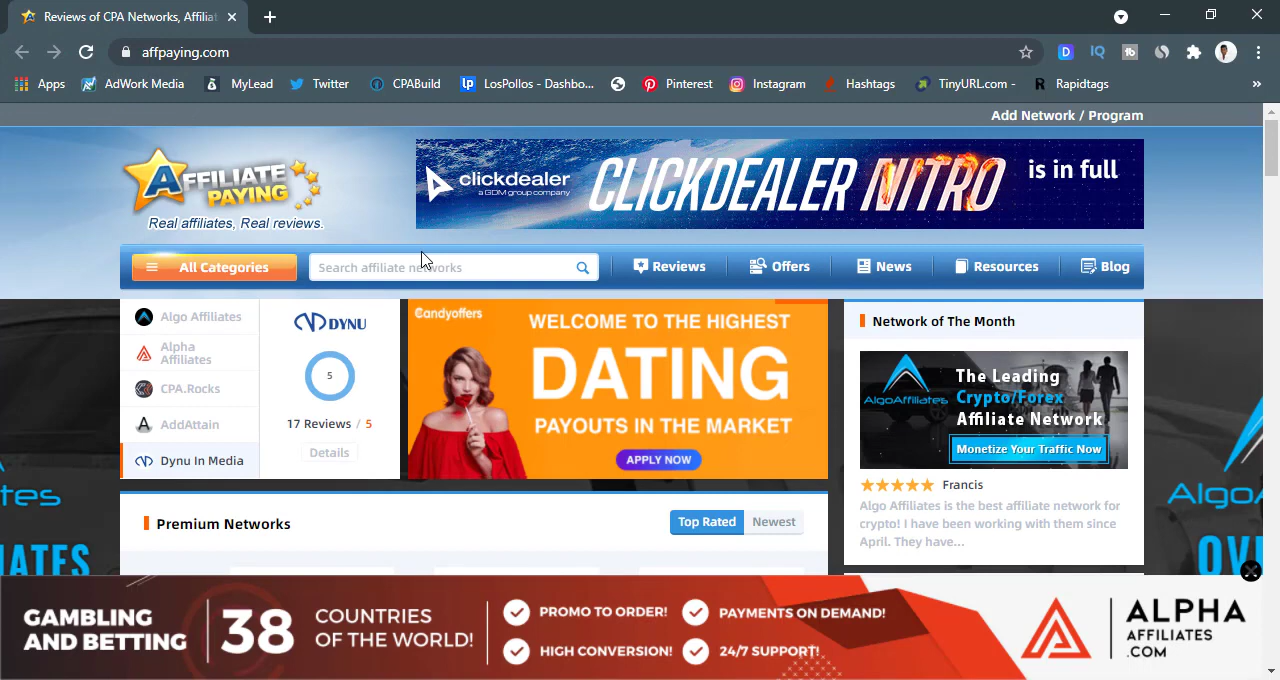 Reviews of CPA Networks, Affiliat
affpaying.com
Apps
AdWork Media
MyLead
Twitter
CPABuild
LosPollos - Dashbo...
Pinterest
Instagram
Hashtags
TinyURL.com -
Rapidtags
Add Network / Program
AFFILIATE
PAYING
Real affiliates, Real reviews.
clickdealer
a GDM group company
CLICKDEALER NITRO
is in full
All Categories
Search affiliate networks
Reviews
Offers
News
Resources
Blog
Algo Affiliates
Alpha
Affiliates
CPA.Rocks
AddAttain
Dynu In Media
DYNU
5
17 Reviews / 5
Details
Candyoffers
WELCOME TO THE HIGHEST
DATING
PAYOUTS IN THE MARKET
APPLY NOW
Network of The Month
AlgoAffiliates
The Leading
Crypto/Forex
Affiliate Network
Monetize Your Traffic Now
Francis
Algo Affiliates is the best affiliate network for
crypto! I have been working with them since
April. They have...
Premium Networks
Top Rated
Newest
tes
IATES
AlgoA
OVI
GAMBLING
AND BETTING
38
COUNTRIES
OF THE WORLD!
PROMO TO ORDER!
PAYMENTS ON DEMAND!
HIGH CONVERSION!
24/7 SUPPORT!
ALPHA
AFFILIATES
.COM